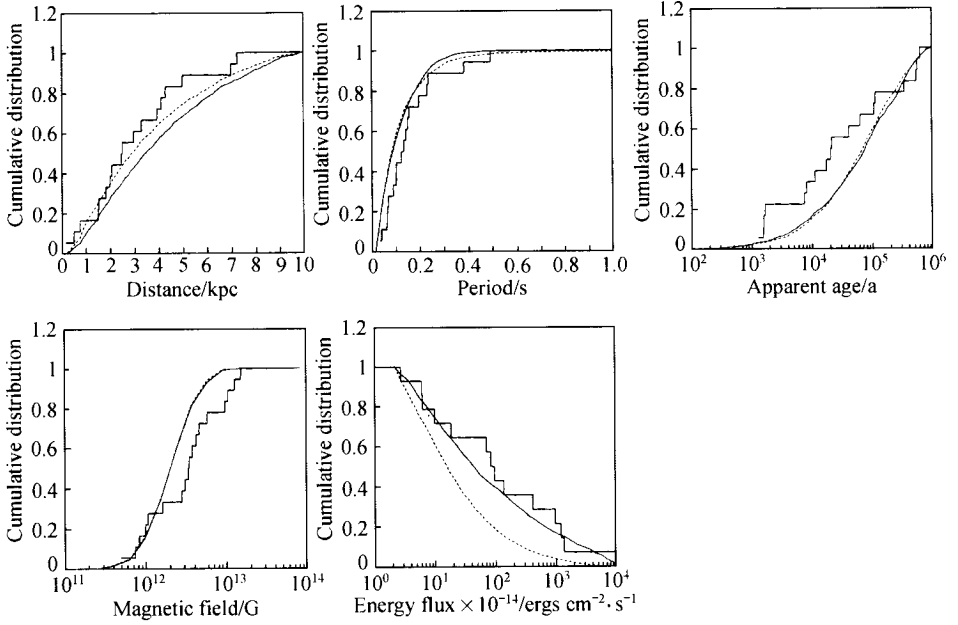 1.2
1
0.8
0.6
0.4
0.2
0
0 1 2 3 4 5 6 7 8 9 10
Cumulative distribution
Distance/kpc
1.2
1
0.8
0.6
0.4
0.2
0
0 0.2 0.4 0.6 0.8 1.0
Cumulative distribution
Period/s
1.2
1
0.8
0.6
0.4
0.2
0
10² 10³ 10⁴ 10⁵ 10⁶
Cumulative distribution
Apparent age/a
1.2
1
0.8
0.6
0.4
0.2
0
10¹¹ 10¹² 10¹³ 10¹⁴
Cumulative distribution
Magnetic field/G
1.2
1
0.8
0.6
0.4
0.2
0
10⁰ 10¹ 10² 10³ 10⁴
Cumulative distribution
Energy flux × 10⁻¹⁴/ergs cm⁻²·s⁻¹